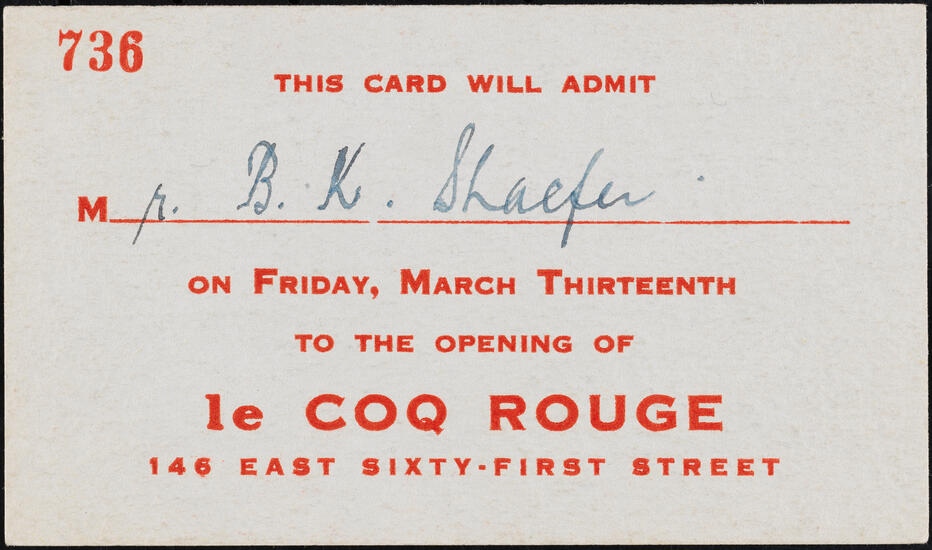 736
THIS CARD WILL ADMIT
Mr. B. K. Shaefer.
ON FRIDAY, MARCH THIRTEENTH
TO THE OPENING OF
le COQ ROUGE
146 EAST SIXTY-FIRST STREET